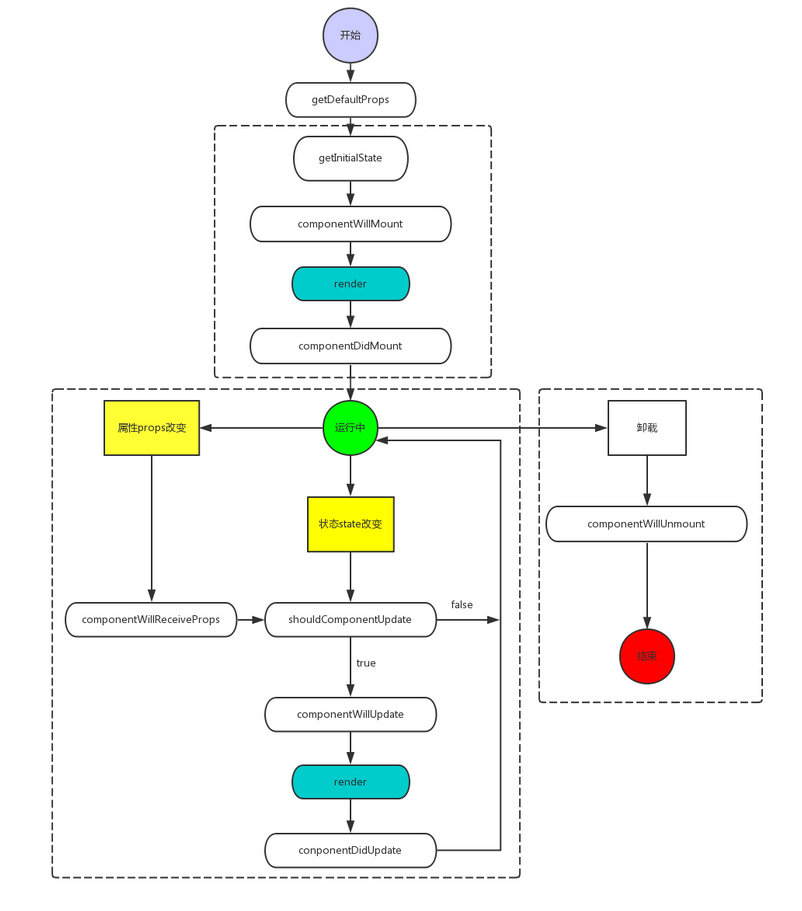 开始
getDefaultProps
getInitialState
componentWillMount
render
componentDidMount
属性props改变
运行中
卸载
状态state改变
componentWillUnmount
componentWillReceiveProps
shouldComponentUpdate
false
true
结束
componentWillUpdate
render
conponentDidUpdate